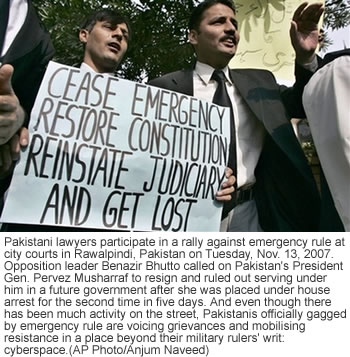 CEASE EMERGENCY
RESTORE CONSTITUTION
REINSTATE JUDICIARY
AND GET LOST
Pakistani lawyers participate in a rally against emergency rule at
city courts in Rawalpindi, Pakistan on Tuesday, Nov. 13, 2007.
Opposition leader Benazir Bhutto called on Pakistan's President
Gen. Pervez Musharraf to resign and ruled out serving under
him in a future government after she was placed under house
arrest for the second time in five days. And even though there
has been much activity on the street, Pakistanis officially gagged
by emergency rule are voicing grievances and mobilising
resistance in a place beyond their military rulers' writ:
cyberspace.(AP Photo/Anjum Naveed)